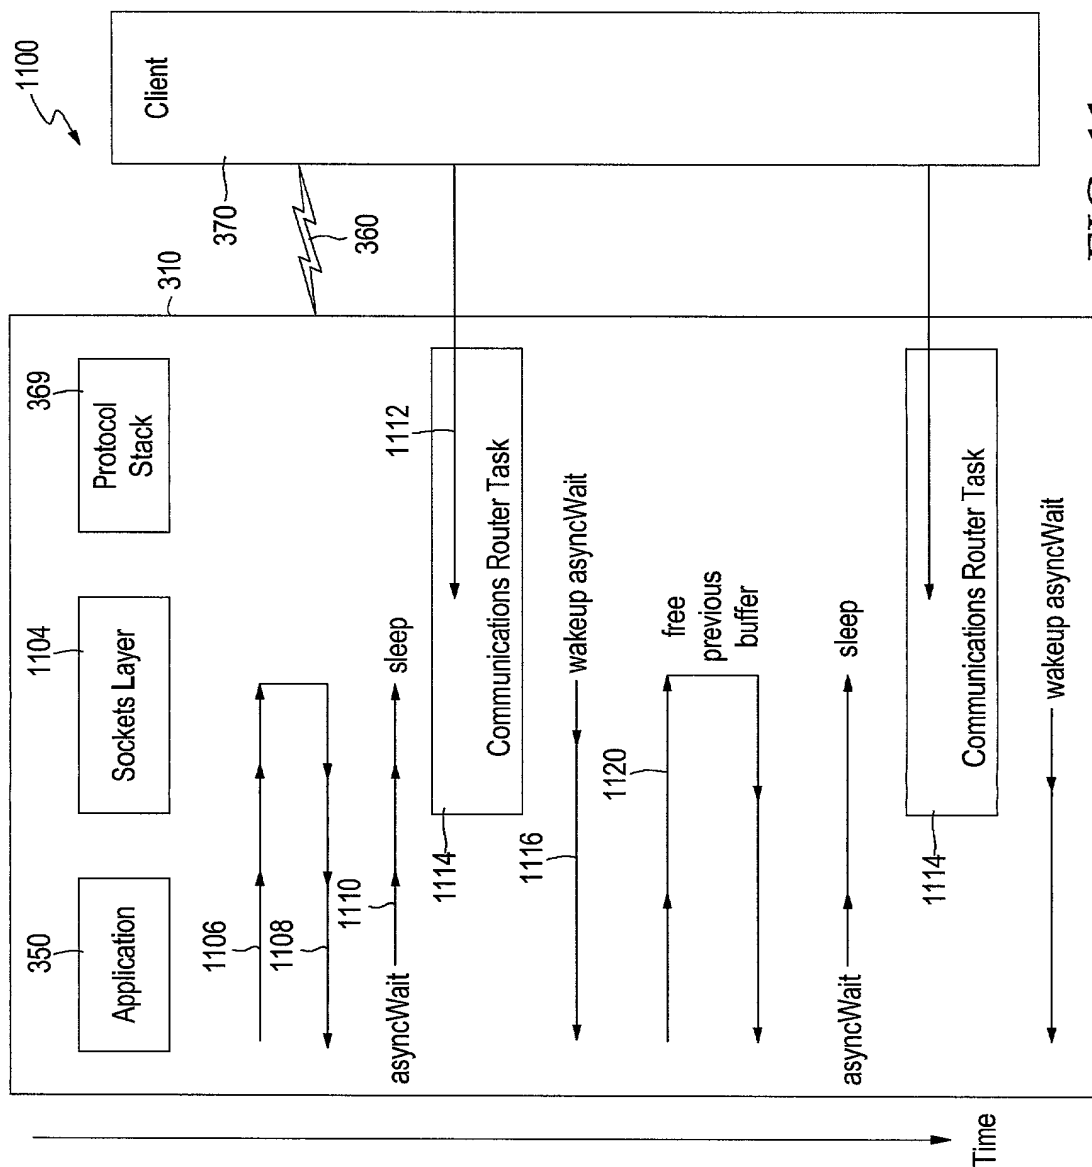 1100
Client
370
360
310
350
Application
1104
Sockets Layer
369
Protocol
Stack
1106
1108
asyncWait
1110
sleep
1112
1114
Communications Router Task
1116
wakeup asyncWait
1120
free
previous
buffer
asyncWait
sleep
1114
Communications Router Task
wakeup asyncWait
Time